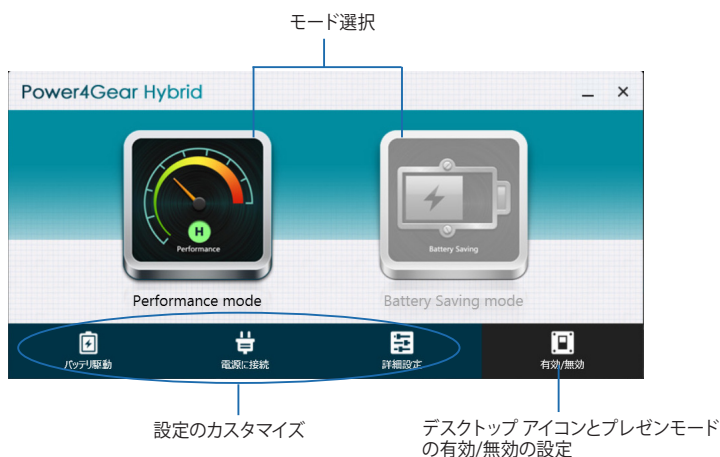 モード選択
Power4Gear Hybrid
H
Performance
Battery Saving
Performance mode
Battery Saving mode
バッテリ駆動
電源に接続
詳細設定
有効/無効
設定のカスタマイズ
デスクトップ アイコンとプレゼンモード
の有効/無効の設定